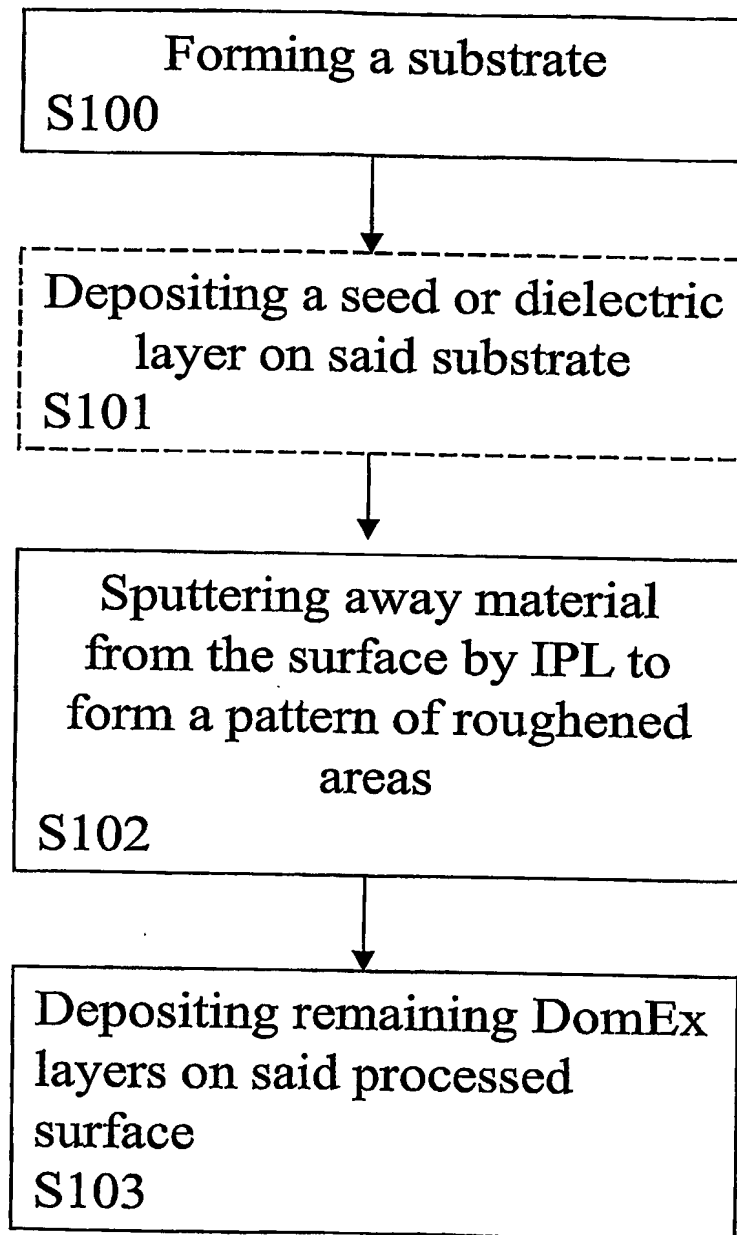 Forming a substrate
S100
Depositing a seed or dielectric
layer on said substrate
S101
Sputtering away material
from the surface by IPL to
form a pattern of roughened
areas
S102
Depositing remaining DomEx
layers on said processed
surface
S103